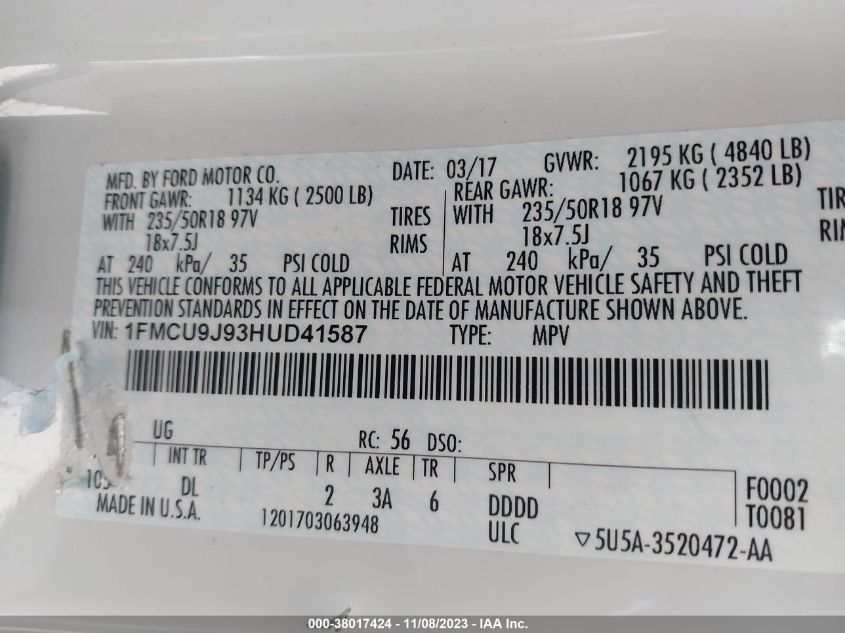 MFD. BY FORD MOTOR CO. DATE: 03/17 GVWR: 2195 KG ( 4840 LB)
FRONT GAWR: 1134 KG ( 2500 LB) REAR GAWR: 1067 KG ( 2352 LB)
WITH 235/50R18 97V TIRES WITH 235/50R18 97V
18x7.5J RIMS 18x7.5J
AT 240 kPa/ 35 PSI COLD AT 240 kPa/ 35 PSI COLD
THIS VEHICLE CONFORMS TO ALL APPLICABLE FEDERAL MOTOR VEHICLE SAFETY AND THEFT
PREVENTION STANDARDS IN EFFECT ON THE DATE OF MANUFACTURE SHOWN ABOVE.
VIN: 1FMCU9J93HUD41587 TYPE: MPV
UG
RC: 56 DSO:
INT TR TP/PS R AXLE TR SPR
DL 2 3A 6 DDDD F0002
MADE IN U.S.A. 1201703063948 ULC T0081
▽5U5A-3520472-AA
000-38017424 - 11/08/2023 - IAA Inc.